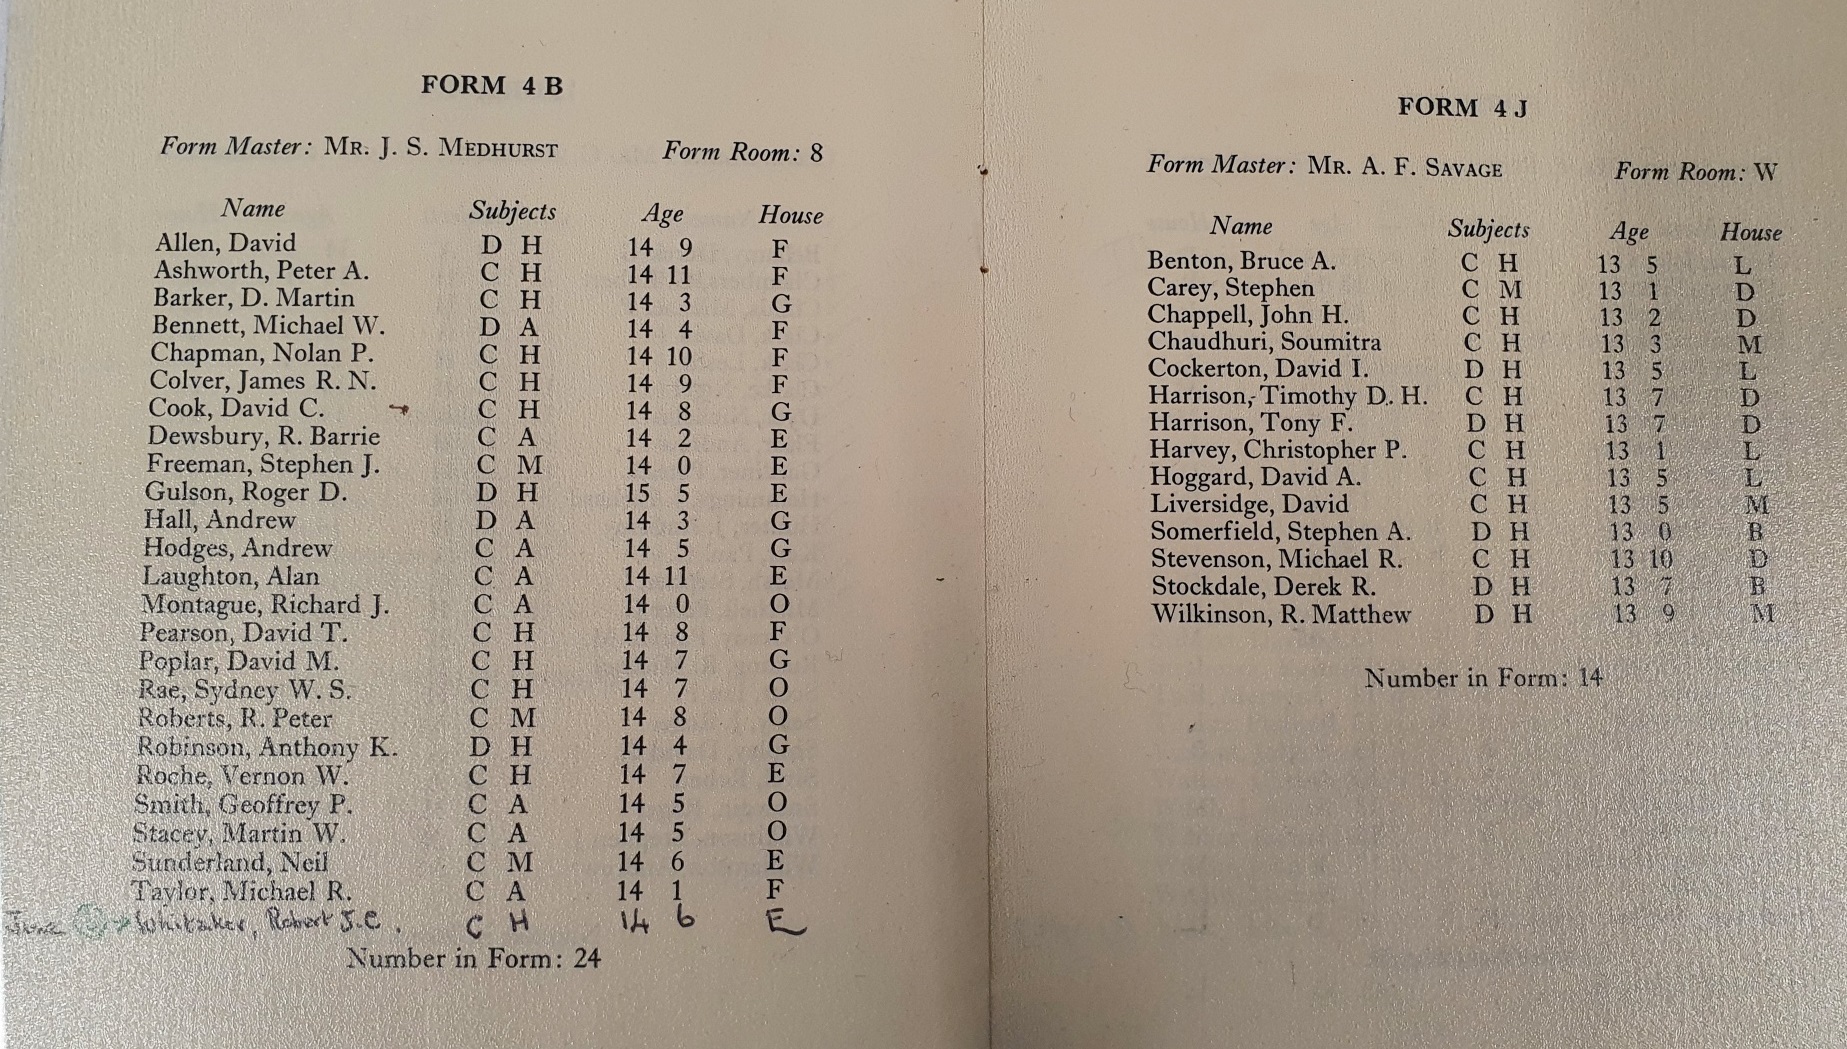 FORM 4 B
Form Master: MR. J. S. MEDHURST Form Room: 8
Name Subjects Age House
Allen, David D H 14 9 F
Ashworth, Peter A. C H 14 11 F
Barker, D. Martin C H 14 3 G
Bennett, Michael W. D A 14 4 F
Chapman, Nolan P. C H 14 10 F
Colver, James R. N. C H 14 9 F
Cook, David C. C H 14 8 G
Dewsbury, R. Barrie C A 14 2 E
Freeman, Stephen J. C M 14 0 E
Gulson, Roger D. D H 15 5 E
Hall, Andrew D A 14 3 G
Hodges, Andrew C A 14 5 G
Laughton, Alan C A 14 11 E
Montague, Richard J. C A 14 0 O
Pearson, David T. C H 14 8 F
Poplar, David M. C H 14 7 G
Rae, Sydney W. S. C H 14 7 O
Roberts, R. Peter C M 14 8 O
Robinson, Anthony K. D H 14 4 G
Roche, Vernon W. C H 14 7 E
Smith, Geoffrey P. C A 14 5 O
Stacey, Martin W. C A 14 5 O
Sunderland, Neil C M 14 6 E
Taylor, Michael R. C A 14 1 F
Whitaker, Robert J.C. C H 14 6 E
Number in Form: 24
FORM 4 J
Form Master: MR. A. F. SAVAGE Form Room: W
Name Subjects Age House
Benton, Bruce A. C H 13 5 L
Carey, Stephen C M 13 1 D
Chappell, John H. C H 13 2 D
Chaudhuri, Soumitra C H 13 3 M
Cockerton, David I. D H 13 5 L
Harrison, Timothy D. H. C H 13 7 D
Harrison, Tony F. D H 13 7 D
Harvey, Christopher P. C H 13 1 L
Hoggard, David A. C H 13 5 L
Liversidge, David C H 13 5 M
Somerfield, Stephen A. D H 13 0 B
Stevenson, Michael R. C H 13 10 D
Stockdale, Derek R. D H 13 7 B
Wilkinson, R. Matthew D H 13 9 M
Number in Form: 14